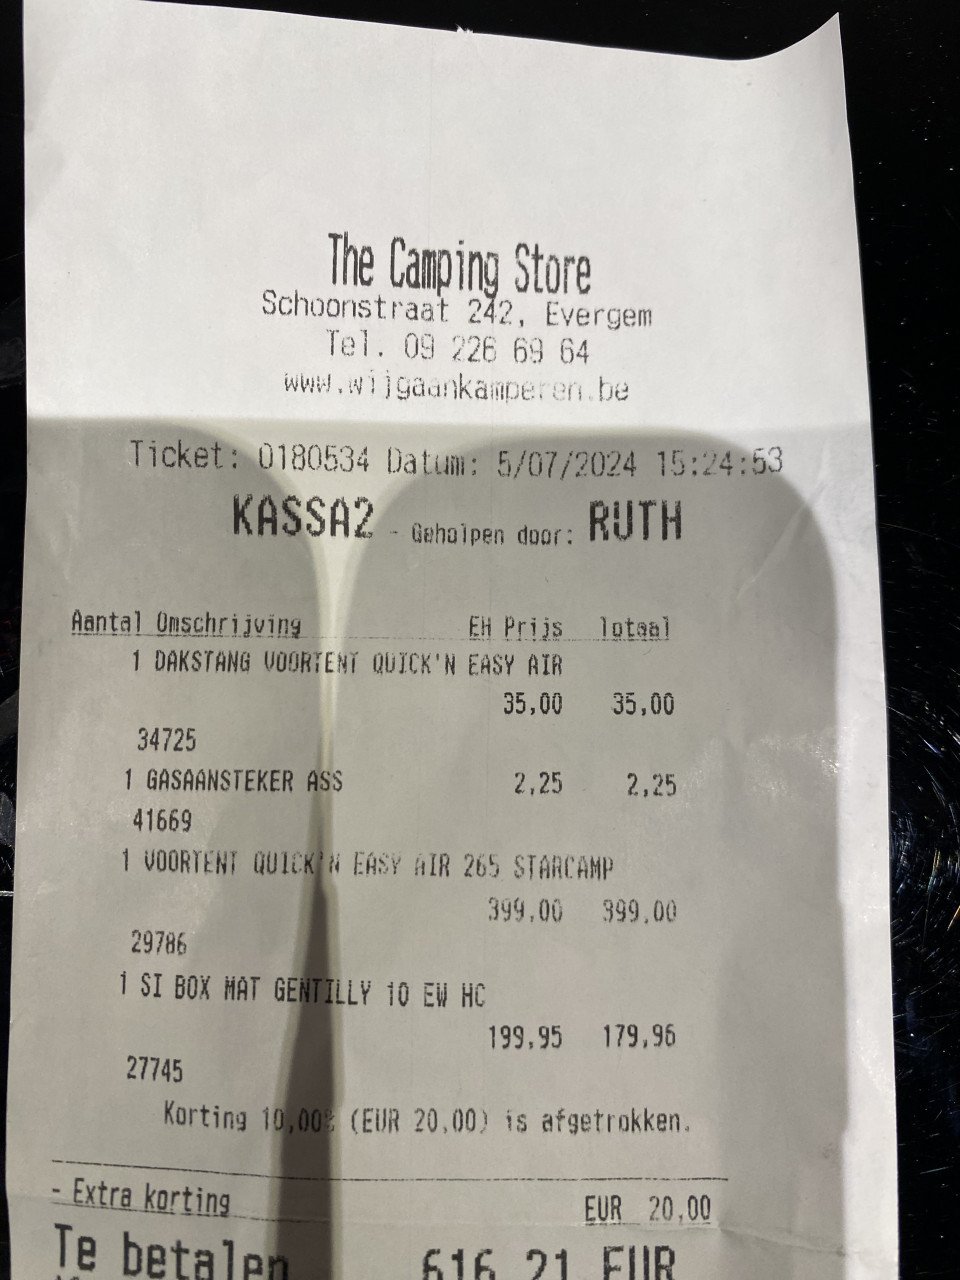 The Camping Store
Schoonstraat 242, Evergem
Tel. 09 226 69 64
www.wijgaankamperen.be
Ticket: 0180534 Datum: 5/07/2024 15:24:53
KASSA2 - Geholpen door: RUTH
Aantal Omschrijving EH Prijs Totaal
1 DAKSTANG VOORTENT QUICK'N EASY AIR
35,00 35,00
34725
1 GASAANSTEKER ASS 2,25 2,25
41669
1 VOORTENT QUICK'N EASY AIR 265 STARCAMP
399,00 399,00
29786
1 SI BOX MAT GENTILLY 10 EW HC
199,95 179,96
27745
Korting 10,00% (EUR 20,00) is afgetrokken.
- Extra korting EUR 20,00
Te betalen 616,21 EUR